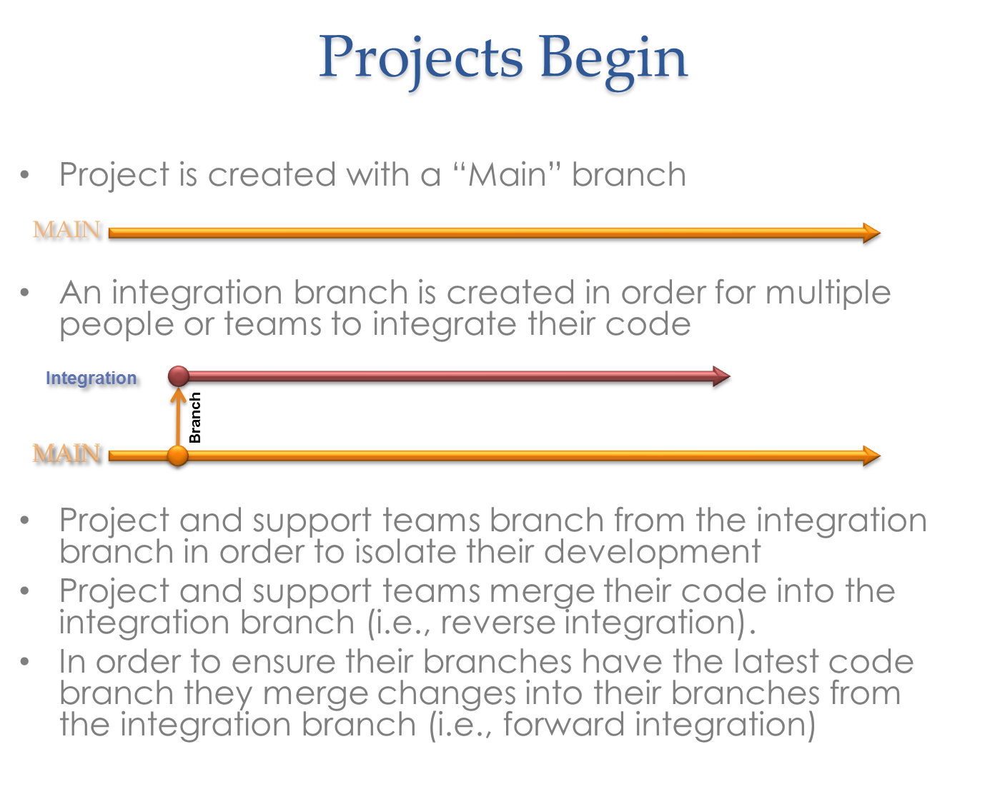 Projects Begin
• Project is created with a “Main” branch
MAIN
• An integration branch is created in order for multiple
people or teams to integrate their code
Integration
Branch
MAIN
• Project and support teams branch from the integration
branch in order to isolate their development
• Project and support teams merge their code into the
integration branch (i.e., reverse integration).
• In order to ensure their branches have the latest code
branch they merge changes into their branches from
the integration branch (i.e., forward integration)